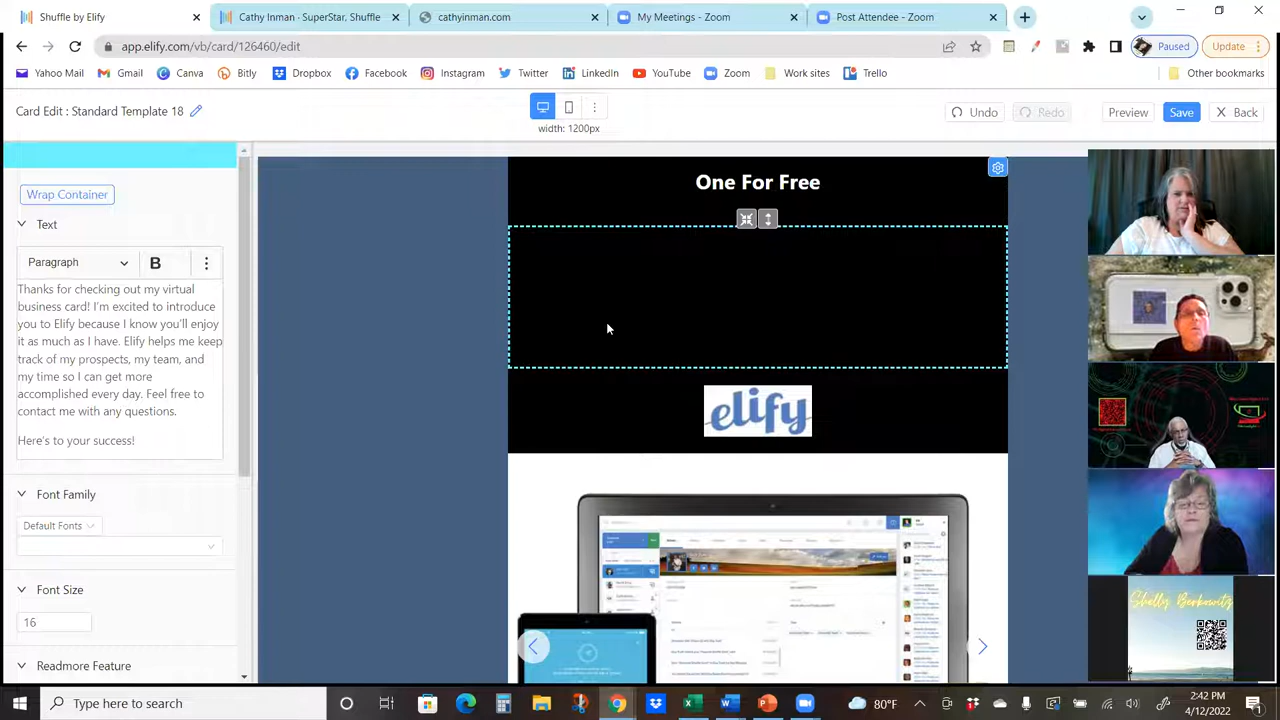 Shuffle by Elify
Cathy Inman - SuperStar, Shuffle
cathyinman.com
My Meetings - Zoom
Post Attendee - Zoom
app.elify.com/vb/card/126460/edit
Paused
Update
Yahoo Mail
Gmail
Canva
Bitly
Dropbox
Facebook
Instagram
Twitter
LinkedIn
YouTube
Zoom
Work sites
Trello
Other bookmarks
Card Edit : Standard Template 18
width: 1200px
Undo
Redo
Preview
Save
Back
Wrap Container
Text
Paragraph
B
Thanks for checking out my virtual
business card! I'm excited to introduce
you to Elify because I know you'll enjoy
it as much as I have. Elify helps me keep
track of my prospects, my team, and
my time so I can get more
accomplished every day. Feel free to
contact me with any questions.
Here's to your success!
Font Family
Default Fonts
Font Size
16
Readmore Feature
One For Free
elify
Shelly Berkowitz
Type here to search
80°F
2:42 PM
4/12/2022